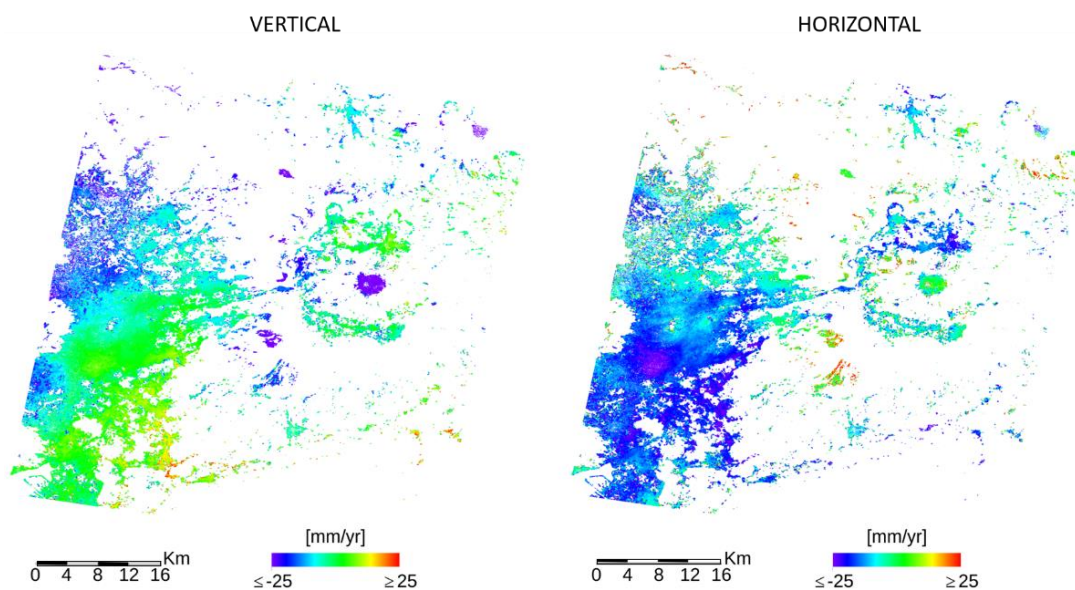 VERTICAL
HORIZONTAL
[mm/yr]
Km
0 4 8 12 16
≤ -25 ≥ 25
[mm/yr]
Km
0 4 8 12 16
≤ -25 ≥ 25